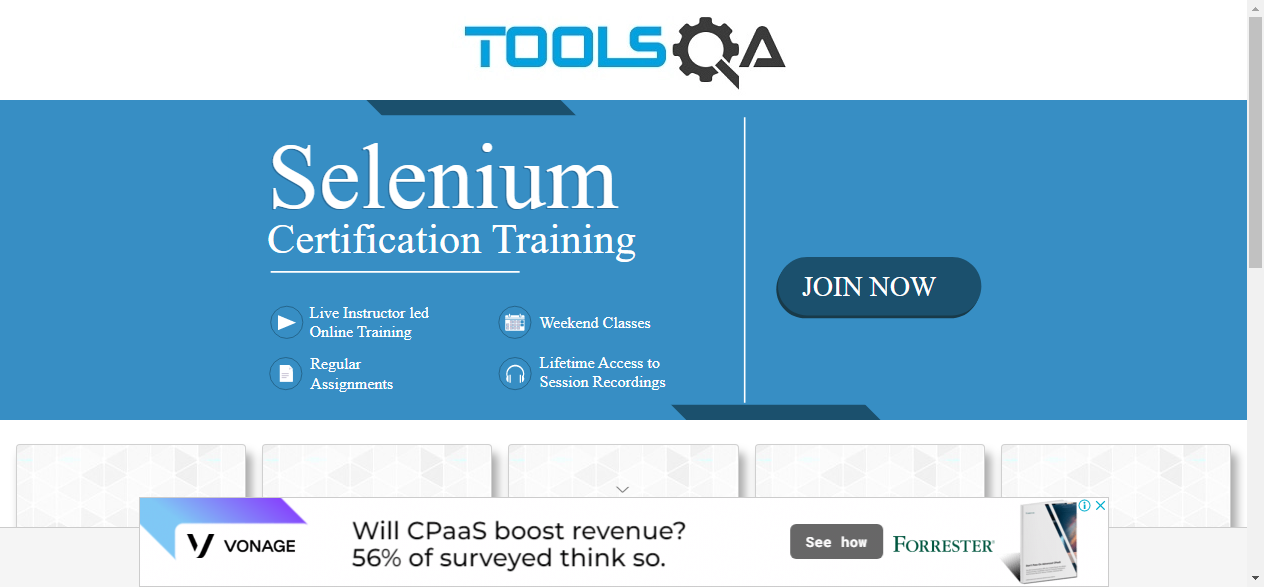 TOOLSQA
Selenium
Certification Training
JOIN NOW
Live Instructor led
Online Training
Weekend Classes
Regular
Assignments
Lifetime Access to
Session Recordings
VONAGE
Will CPaaS boost revenue?
56% of surveyed think so.
See how
FORRESTER